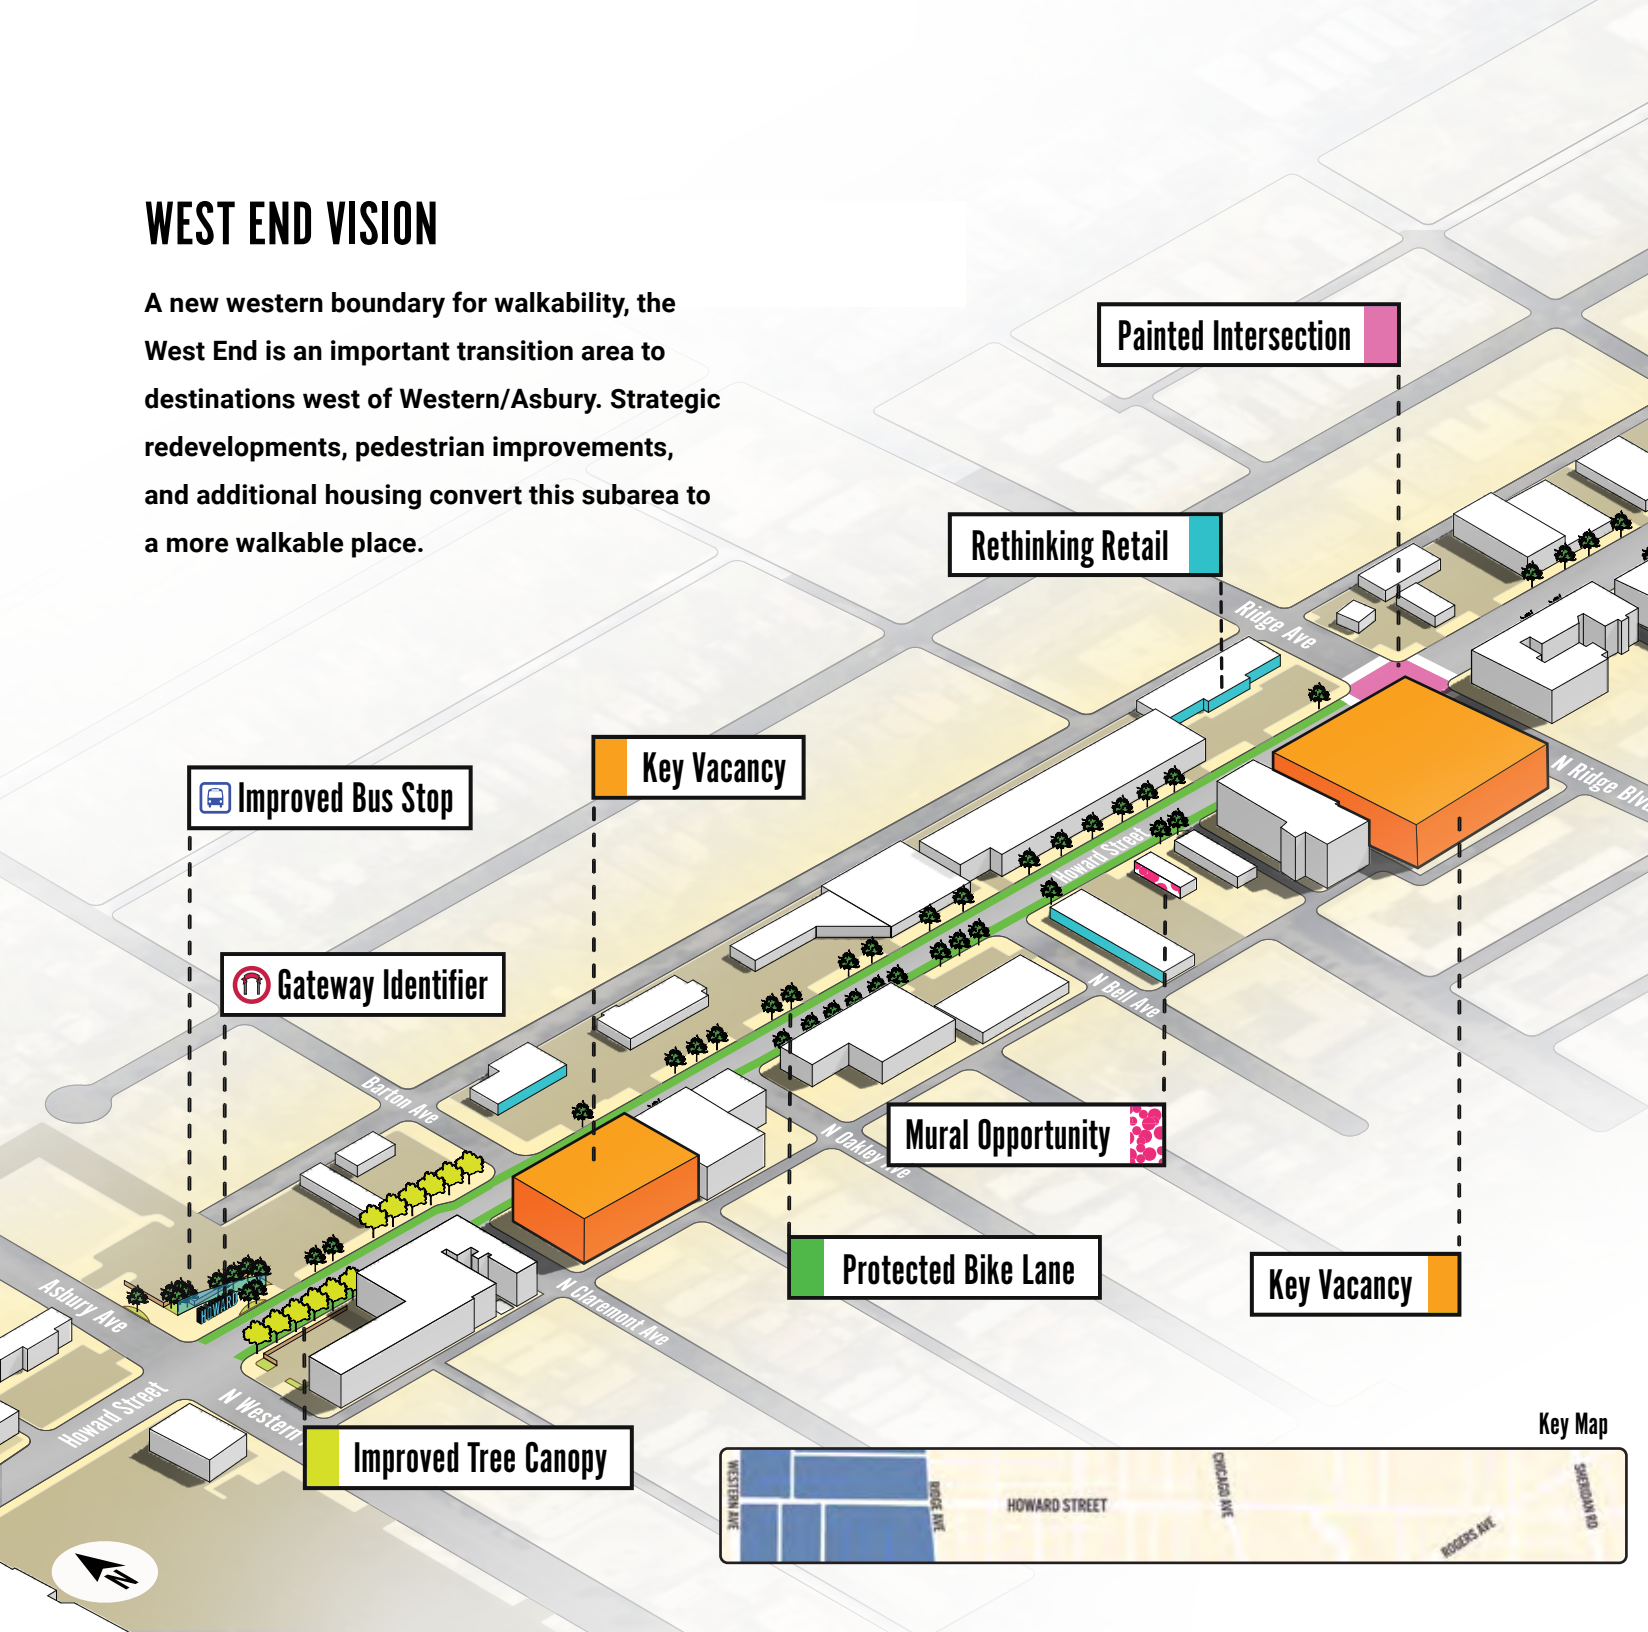 WEST END VISION
A new western boundary for walkability, the
West End is an important transition area to
destinations west of Western/Asbury. Strategic
redevelopments, pedestrian improvements,
and additional housing convert this subarea to
a more walkable place.
Painted Intersection
Rethinking Retail
Ridge Ave
Key Vacancy
Improved Bus Stop
N Ridge Blv
Howard Street
Gateway Identifier
N Bell Ave
Barton Ave
Mural Opportunity
N Oakley Ave
Protected Bike Lane
Key Vacancy
Asbury Ave
HOWARD
N Claremont Ave
Howard Street
N Western
Improved Tree Canopy
Key Map
WESTERN AVE
RIDGE AVE
HOWARD STREET
CHICAGO AVE
ROGERS AVE
SHERIDAN RD
N